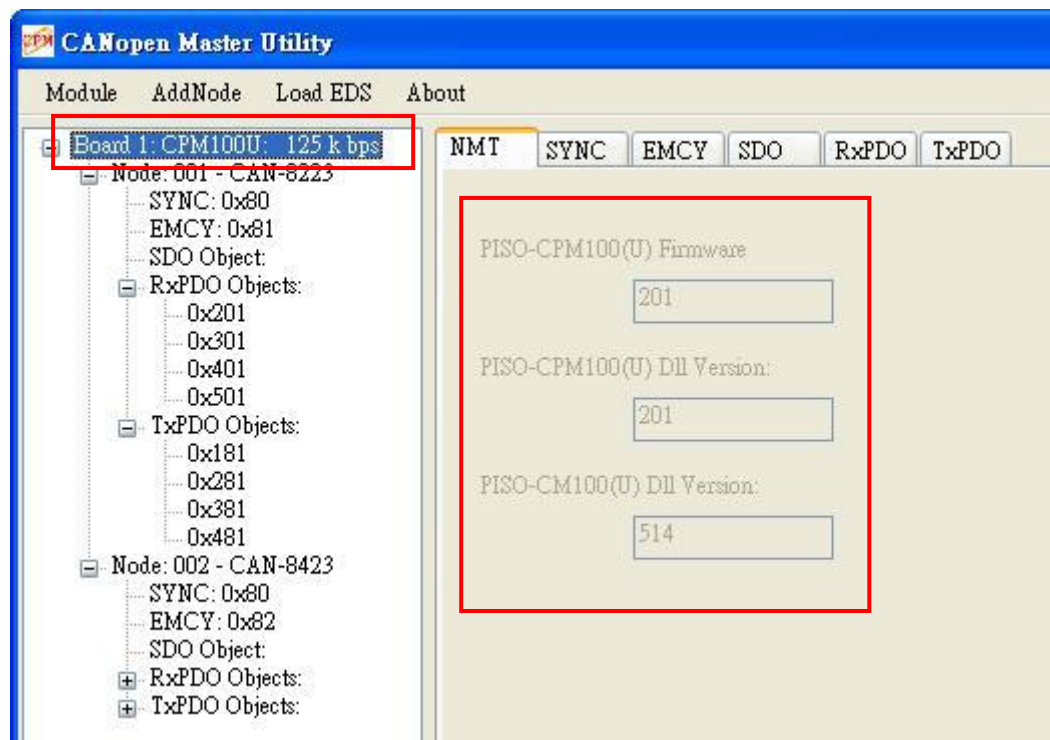 CPM CANopen Master Utility
Module AddNode Load EDS About
Board 1: CPM100U: 125 k bps
Node: 001 - CAN-8223
SYNC: 0x80
EMCY: 0x81
SDO Object:
RxPDO Objects:
0x201
0x301
0x401
0x501
TxPDO Objects:
0x181
0x281
0x381
0x481
Node: 002 - CAN-8423
SYNC: 0x80
EMCY: 0x82
SDO Object:
RxPDO Objects:
TxPDO Objects:
NMT SYNC EMCY SDO RxPDO TxPDO
PISO-CPM100(U) Firmware
201
PISO-CPM100(U) Dll Version:
201
PISO-CM100(U) Dll Version:
514